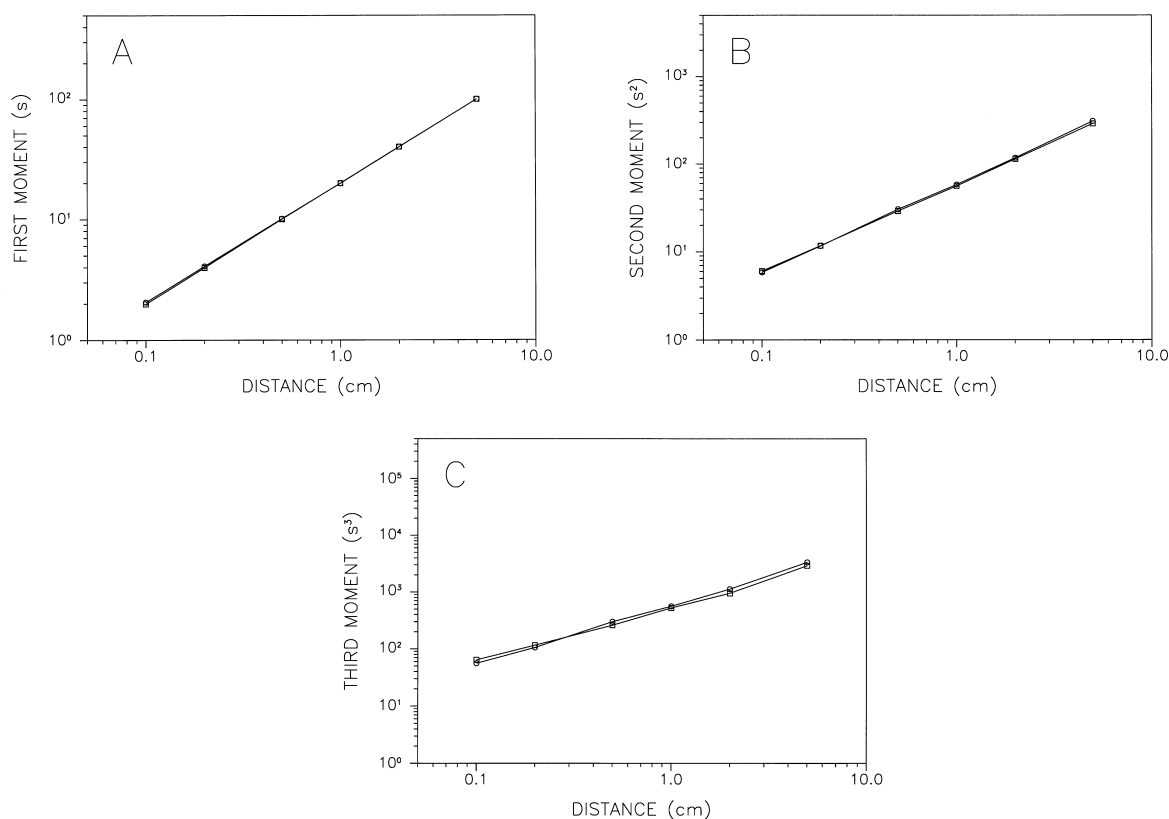 A
FIRST MOMENT (s)
10²
10¹
10⁰
0.1 1.0 10.0
DISTANCE (cm)
B
SECOND MOMENT (s²)
10³
10²
10¹
10⁰
0.1 1.0 10.0
DISTANCE (cm)
C
THIRD MOMENT (s³)
10⁵
10⁴
10³
10²
10¹
10⁰
0.1 1.0 10.0
DISTANCE (cm)